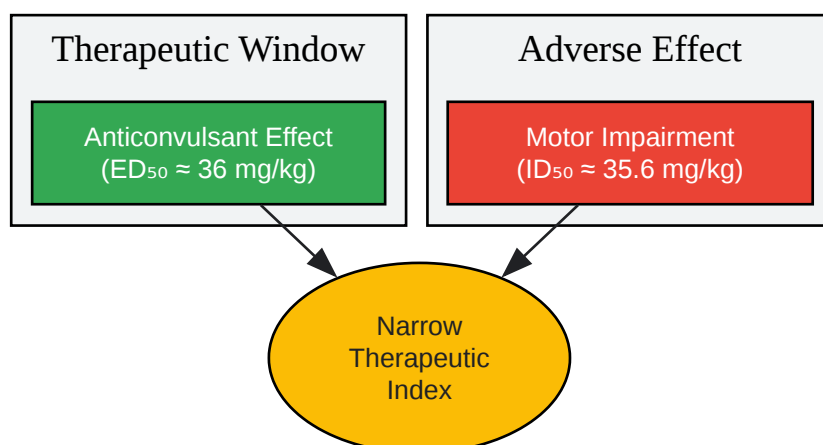 Therapeutic Window
Anticonvulsant Effect
(ED₅₀ ≈ 36 mg/kg)
Adverse Effect
Motor Impairment
(ID₅₀ ≈ 35.6 mg/kg)
Narrow
Therapeutic
Index